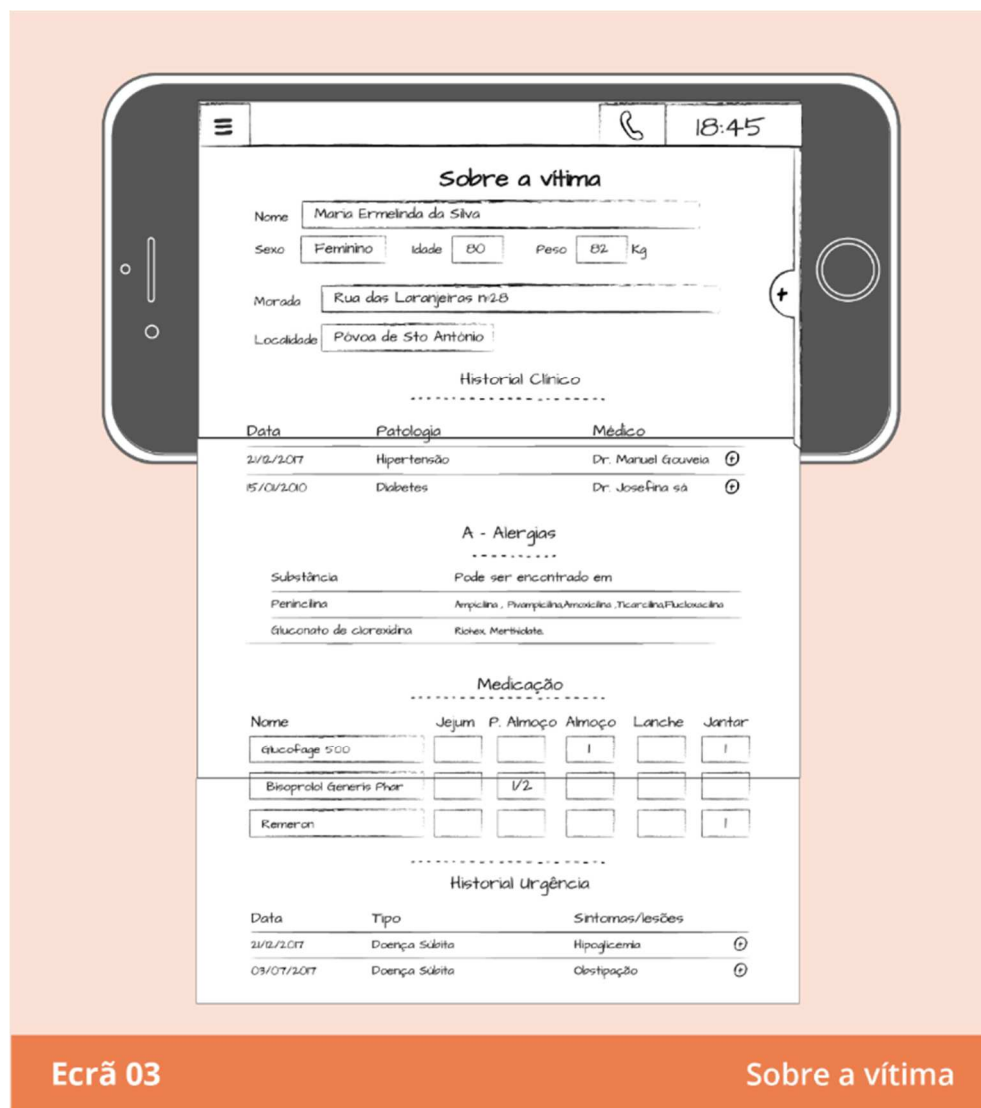 18:45
Sobre a vítima
Nome Maria Ermelinda da Silva
Sexo Feminino Idade 80 Peso 82 Kg
Morada Rua das Laranjeiras nº28
Localidade Póvoa de Sto António
Historial Clínico
Data Patologia Médico
21/12/2017 Hipertensão Dr. Manuel Gouveia
15/01/2010 Diabetes Dr. Josefina sá
A - Alergias
Substância Pode ser encontrado em
Penincilina Ampicilina , Pivampicilina,Amoxicilina ,Ticarcilina,Flucloxacilina
Gluconato de clorexidina Riohex, Merthiolate.
Medicação
Nome Jejum P. Almoço Almoço Lanche Jantar
Glucofage 500 1 1
Bisoprolol Generis Phar 1/2
Remeron 1
Historial Urgência
Data Tipo Sintomas/lesões
21/12/2017 Doença Súbita Hipoglicemia
03/07/2017 Doença Súbita Obstipação
Ecrã 03 Sobre a vítima